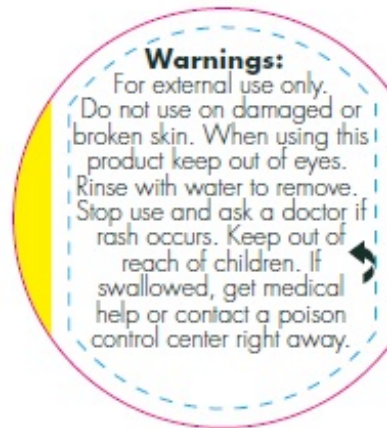 Warnings:
For external use only.
Do not use on damaged or
broken skin. When using this
product keep out of eyes.
Rinse with water to remove.
Stop use and ask a doctor if
rash occurs. Keep out of
reach of children. If
swallowed, get medical
help or contact a poison
control center right away.